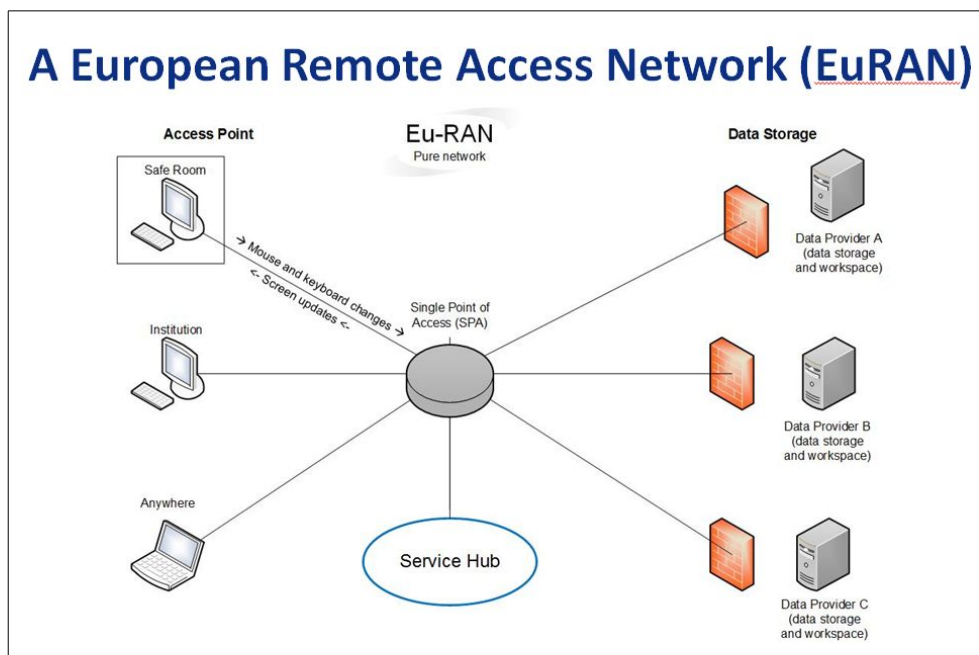 A European Remote Access Network (EuRAN)
Access Point
Eu-RAN
Pure network
Data Storage
Safe Room
→ Mouse and keyboard changes →
<- Screen updates <-
Data Provider A
(data storage
and workspace)
Single Point of
Access (SPA)
Institution
Data Provider B
(data storage
and workspace)
Anywhere
Service Hub
Data Provider C
(data storage
and workspace)